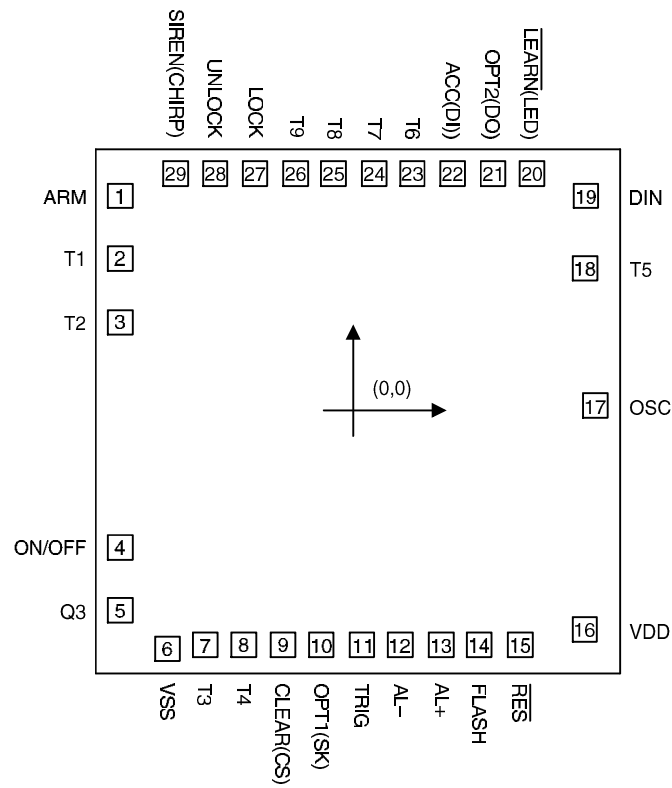 SIREN(CHIRP)
UNLOCK
LOCK
T9
T8
T7
T6
ACC(DI))
OPT2(DO)
LEARN(LED)
29
28
27
26
25
24
23
22
21
20
ARM
1
19
DIN
T1
2
18
T5
T2
3
(0,0)
17
OSC
ON/OFF
4
Q3
5
16
VDD
6
7
8
9
10
11
12
13
14
15
VSS
T3
T4
CLEAR(CS)
OPT1(SK)
TRIG
AL−
AL+
FLASH
RES